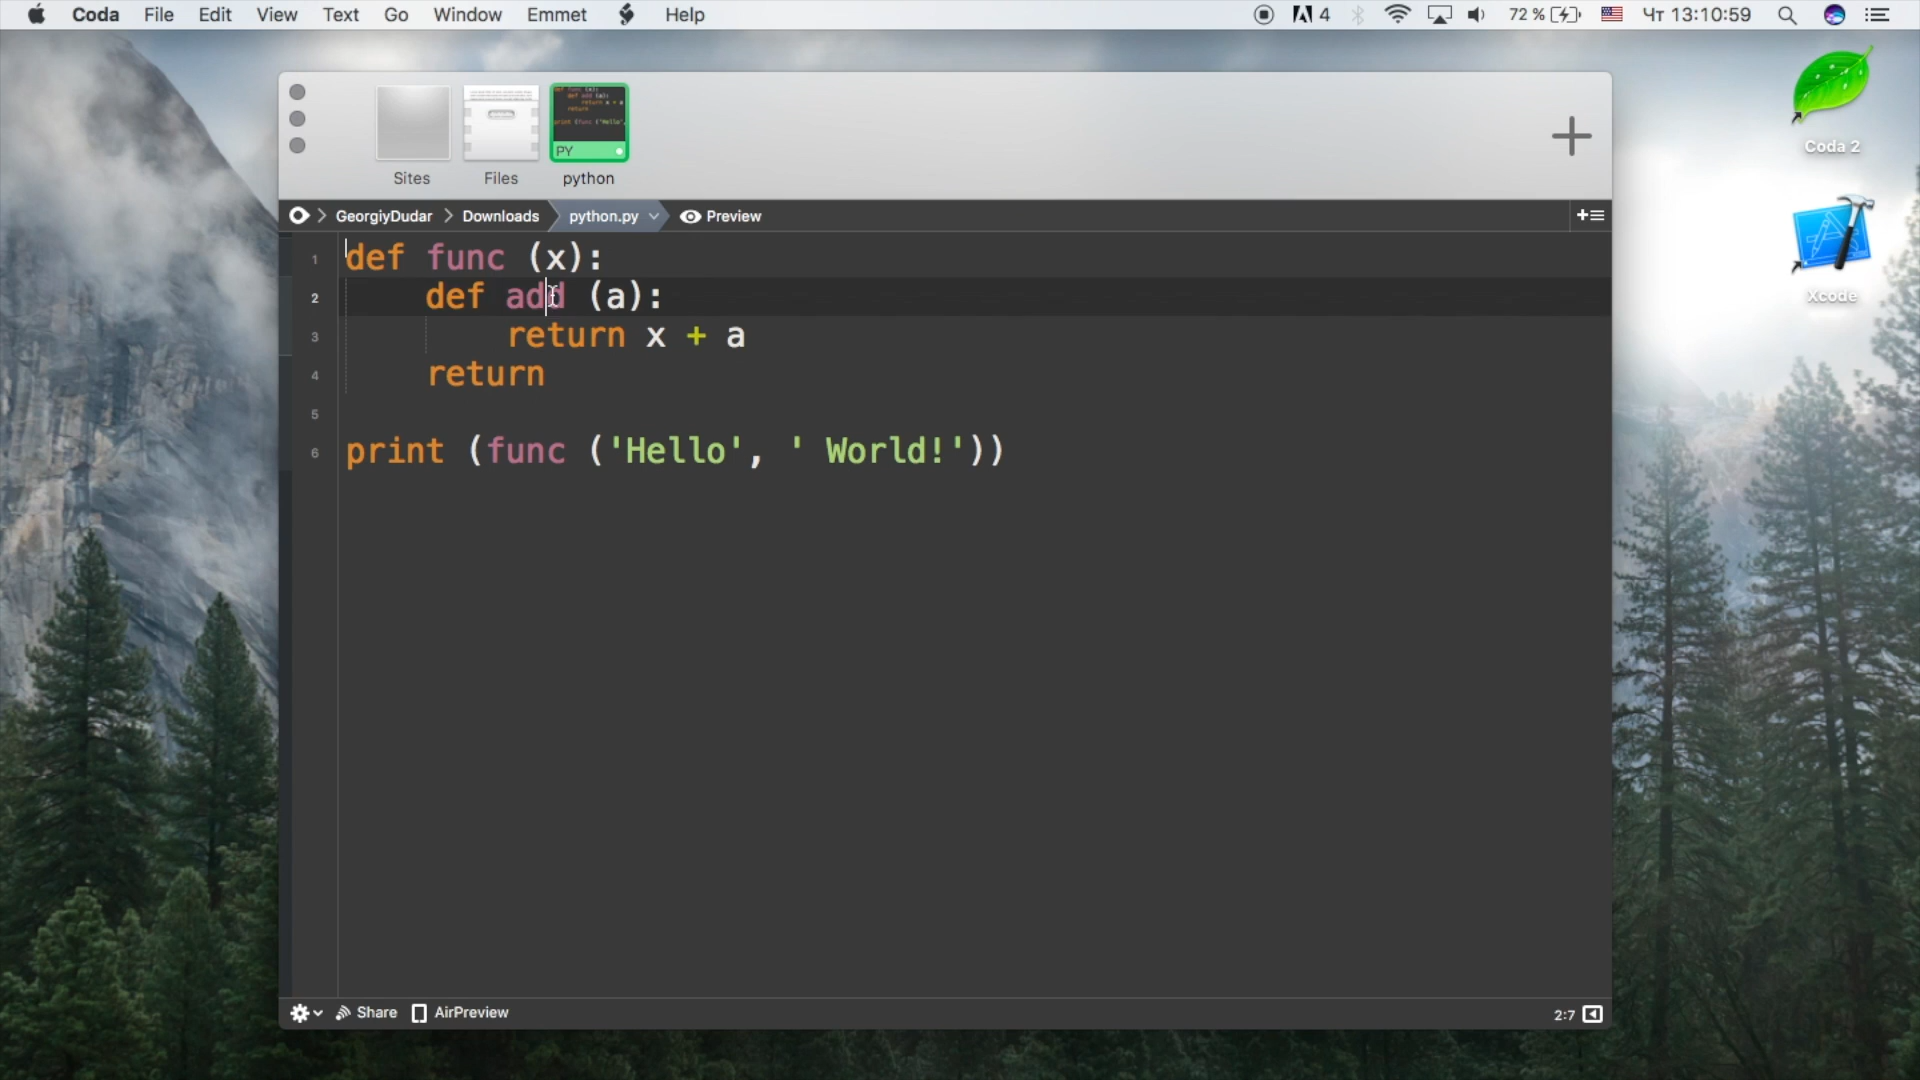 Coda File Edit View Text Go Window Emmet Help 4 72 % Чт 13:10:59
Coda 2
Xcode
PY
Sites Files python
GeorgiyDudar Downloads python.py Preview
1 def func (x):
2 def add (a):
3 return x + a
4 return
5
6 print (func ('Hello', ' World!'))
Share AirPreview 2:7